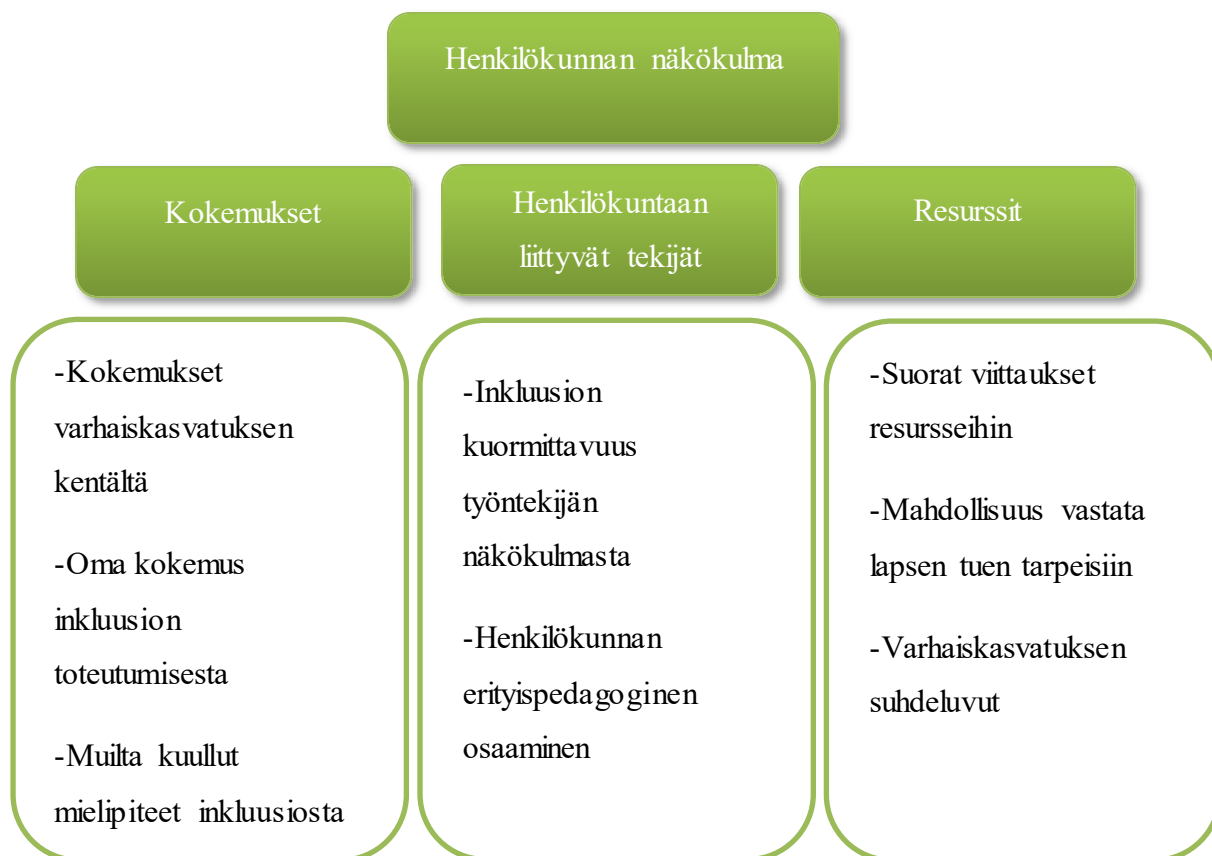 Henkilökunnan näkökulma
Kokemukset
Henkilökuntaan
liittyvät tekijät
Resurssit
-Kokemukset
varhaiskasvatuksen
kentältä
-Oma kokemus
inkluusion
toteutumisesta
-Muilta kuullut
mielipiteet inkluusiosta
-Inkluusion
kuormittavuus
työntekijän
näkökulmasta
-Henkilökunnan
erityispedagoginen
osaaminen
-Suorat viittaukset
resursseihin
-Mahdollisuus vastata
lapsen tuen tarpeisiin
-Varhaiskasvatuksen
suhdeluvut